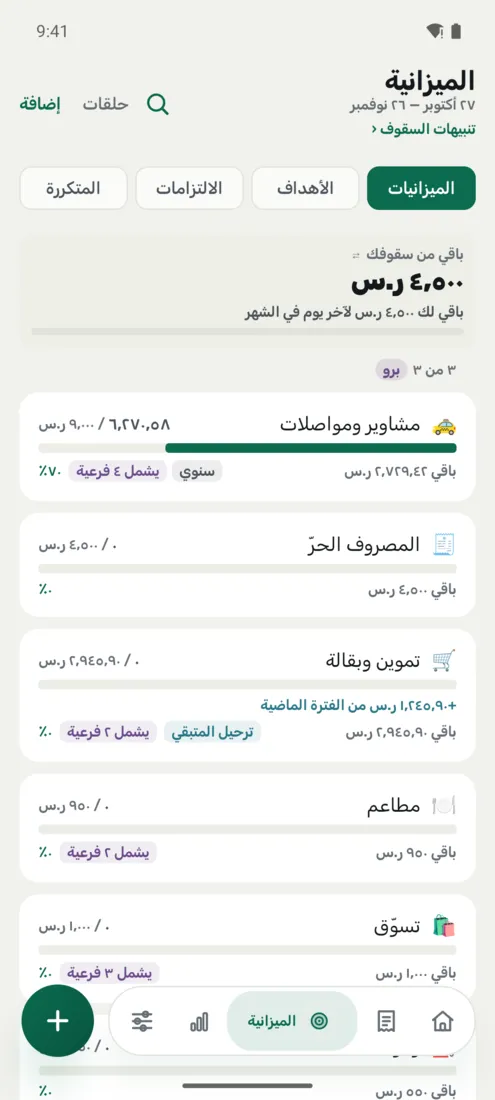 9:41
الميزانية
٢٧ أكتوبر – ٢٦ نوفمبر
تنبيهات السقوف ›
حلقات
إضافة
الميزانيات
الأهداف
الالتزامات
المتكررة
باقي من سقوفك
٤,٥٠٠ ر.س
باقي لك ٤,٥٠٠ ر.س لآخر يوم في الشهر
٣ من ٣ برو
مشاوير ومواصلات
٦,٢٧٠,٥٨ / ٩,٠٠٠ ر.س
باقي ٢,٧٢٩,٤٢ ر.س
سنوي
يشمل ٤ فرعية
٧٠٪
المصروف الحرّ
٠ / ٤,٥٠٠ ر.س
باقي ٤,٥٠٠ ر.س
٠٪
تموين وبقالة
٠ / ٢,٩٤٥,٩٠ ر.س
+١,٢٤٥,٩٠ ر.س من الفترة الماضية
باقي ٢,٩٤٥,٩٠ ر.س
ترحيل المتبقي
يشمل ٢ فرعية
٠٪
مطاعم
٠ / ٩٥٠ ر.س
باقي ٩٥٠ ر.س
يشمل ٢ فرعية
٠٪
تسوّق
٠ / ١,٠٠٠ ر.س
باقي ١,٠٠٠ ر.س
يشمل ٣ فرعية
٠٪
الميزانية
باقي ٥٥٠ ر.س
٠٪